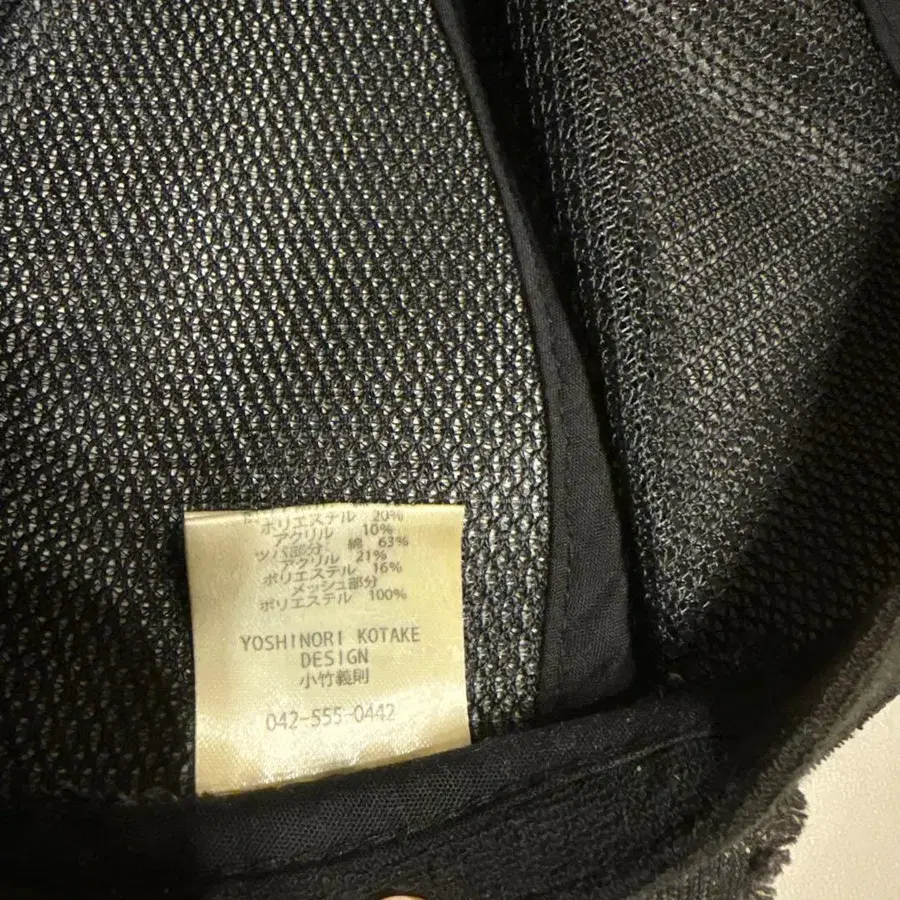 ポリエステル 20%
アクリル 10%
ツバ部分 綿 63%
アクリル 21%
ポリエステル 16%
メッシュ部分
ポリエステル 100%
YOSHINORI KOTAKE
DESIGN
小竹義則
042-555-0442